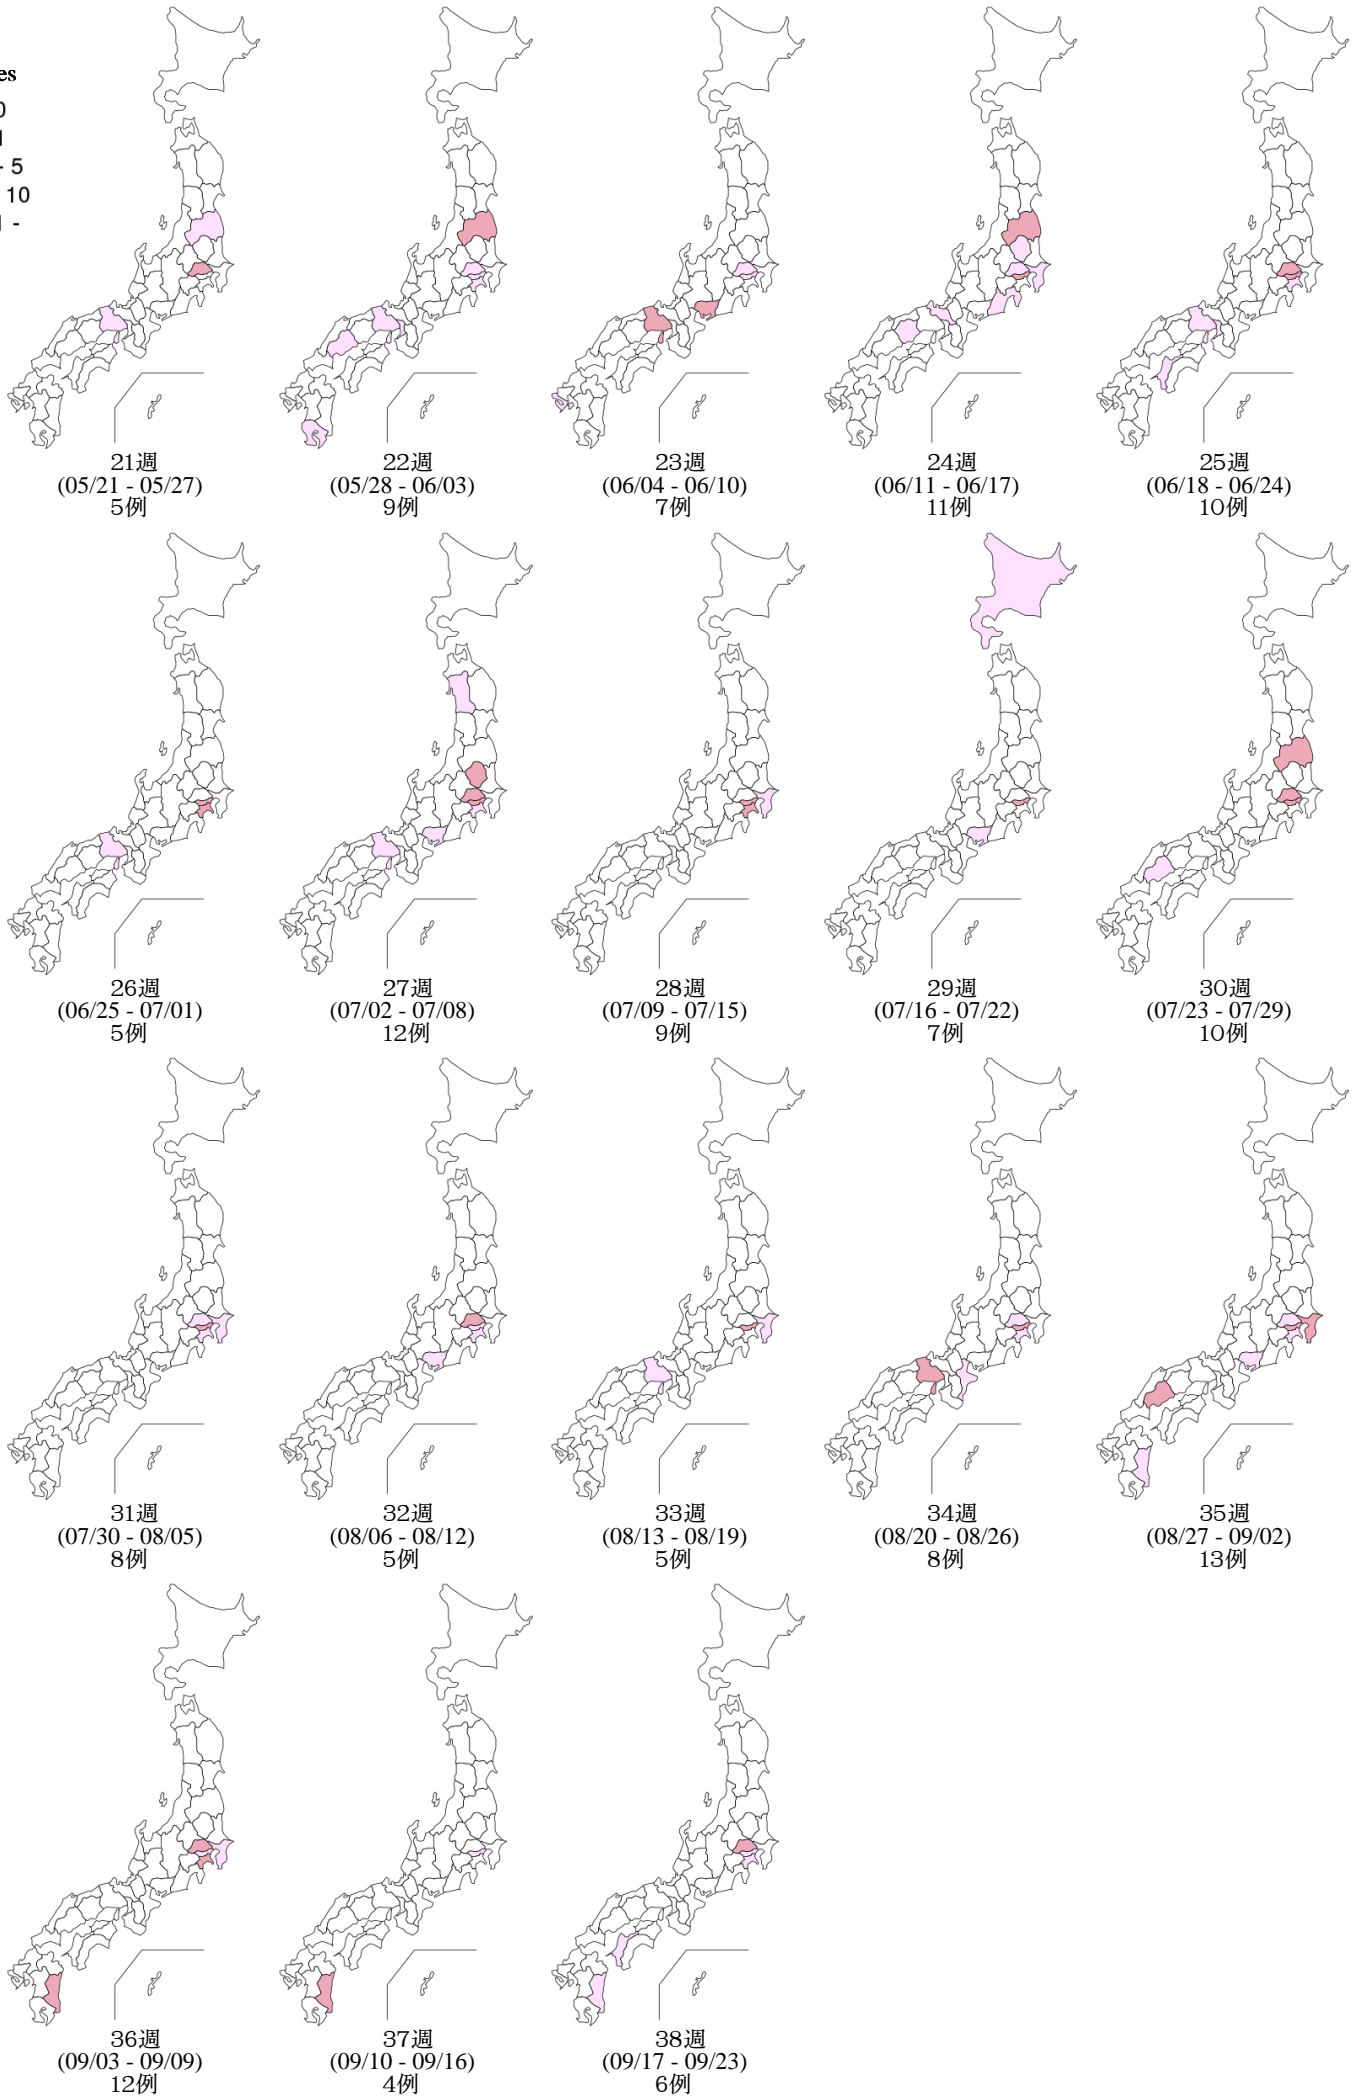 es
0
1
- 5
10
1 -
21週
(05/21 - 05/27)
5例
22週
(05/28 - 06/03)
9例
23週
(06/04 - 06/10)
7例
24週
(06/11 - 06/17)
11例
25週
(06/18 - 06/24)
10例
26週
(06/25 - 07/01)
5例
27週
(07/02 - 07/08)
12例
28週
(07/09 - 07/15)
9例
29週
(07/16 - 07/22)
7例
30週
(07/23 - 07/29)
10例
31週
(07/30 - 08/05)
8例
32週
(08/06 - 08/12)
5例
33週
(08/13 - 08/19)
5例
34週
(08/20 - 08/26)
8例
35週
(08/27 - 09/02)
13例
36週
(09/03 - 09/09)
12例
37週
(09/10 - 09/16)
4例
38週
(09/17 - 09/23)
6例